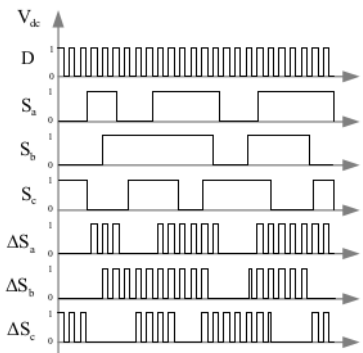 V_dc
D 1 0
S_a 1 0
S_b 1 0
S_c 1 0
ΔS_a 1 0
ΔS_b 1 0
ΔS_c 1 0